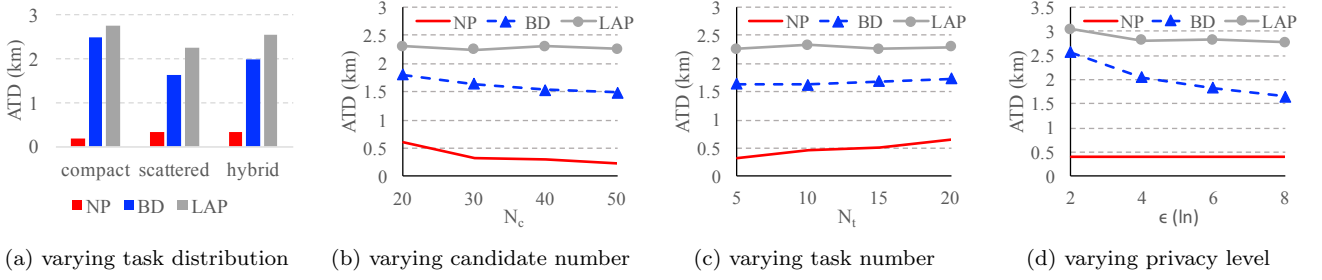 ATD (km)
3
2
1
0
compact scattered hybrid
NP BD LAP
(a) varying task distribution
ATD (km)
3
2.5
2
1.5
1
0.5
0
NP BD LAP
20 30 40 50
N_c
(b) varying candidate number
ATD (km)
3
2.5
2
1.5
1
0.5
0
NP BD LAP
5 10 15 20
N_t
(c) varying task number
ATD (km)
3.5
3
2.5
2
1.5
1
0.5
0
NP BD LAP
2 4 6 8
ϵ (ln)
(d) varying privacy level